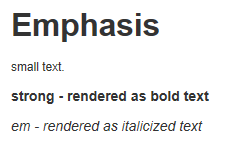 Emphasis
small text.
strong - rendered as bold text
em - rendered as italicized text